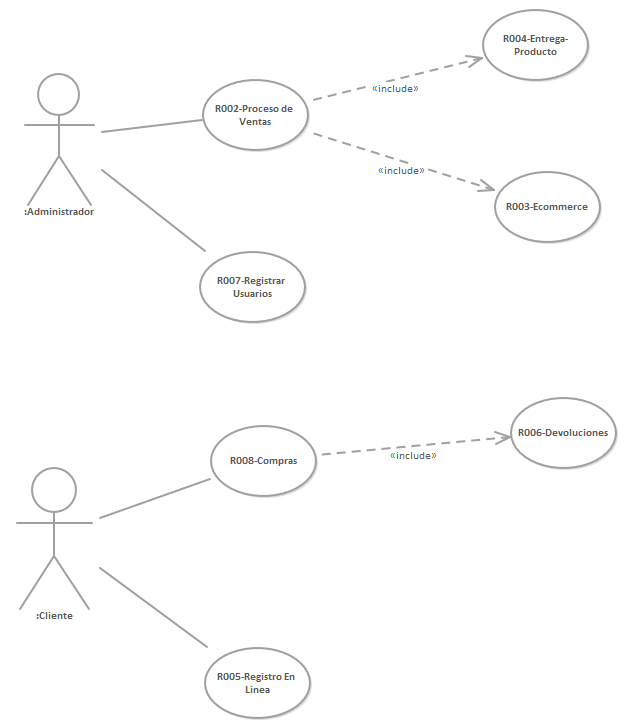 R004-Entrega-
Producto
R002-Proceso de
Ventas
«include»
«include»
R003-Ecommerce
:Administrador
R007-Registrar
Usuarios
R006-Devoluciones
R008-Compras
«include»
:Cliente
R005-Registro En
Linea